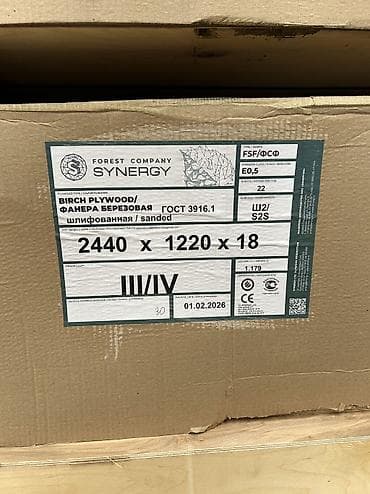 FOREST COMPANY
SYNERGY
FSF/ФСФ
E0,5
22
BIRCH PLYWOOD/
ФАНЕРА БЕРЕЗОВАЯ ГОСТ 3916.1
шлифованная / sanded
Ш2/
S2S
2440 x 1220 x 18
1.179
III/IV
30
01.02.2026
CE